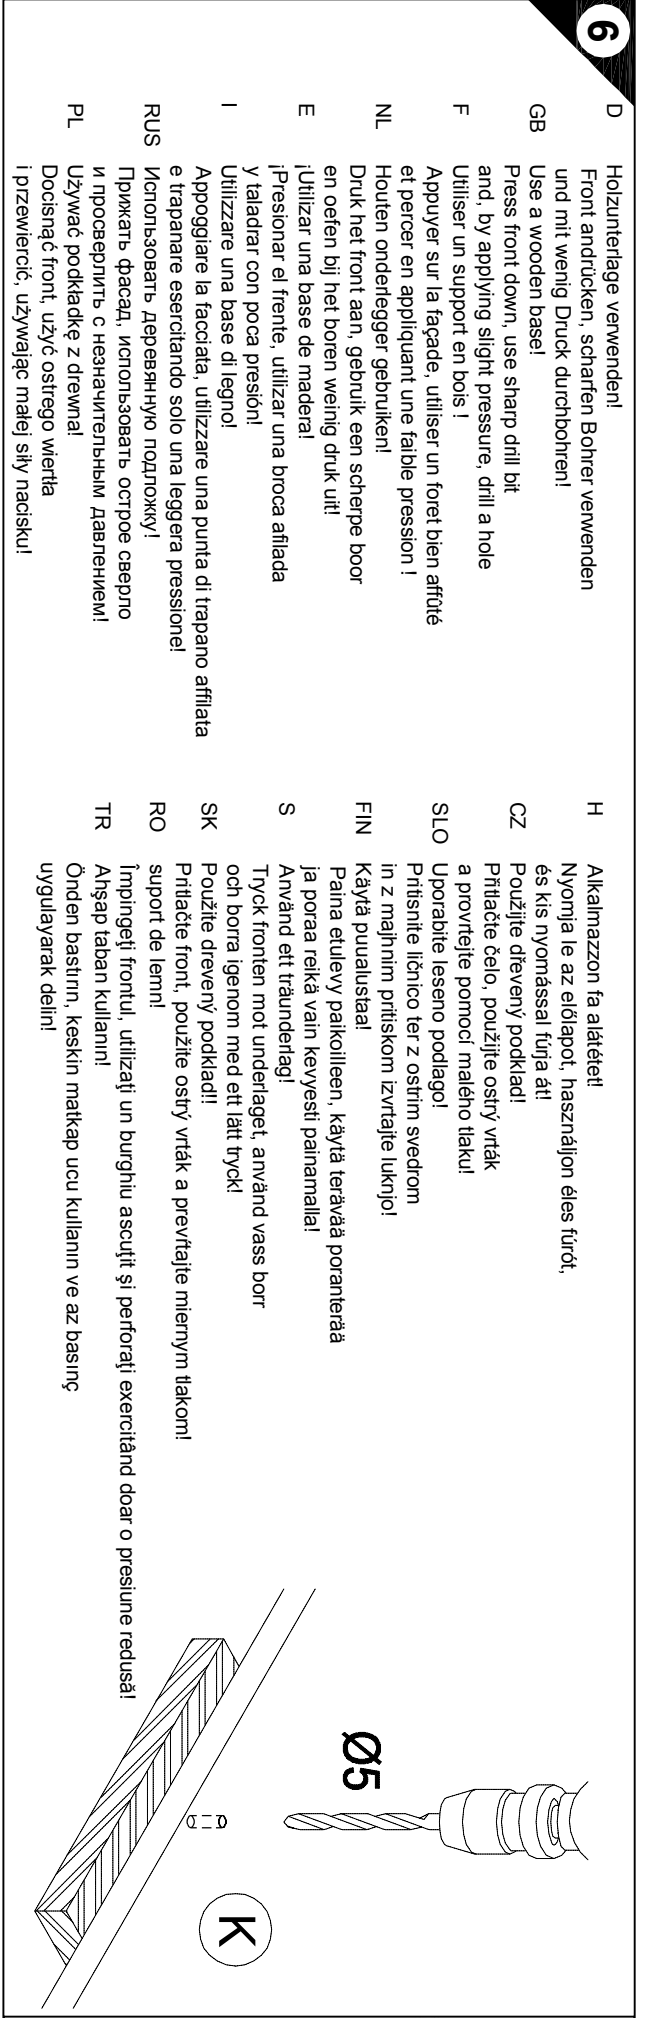 6
D Holzunterlage verwenden!
Front andrücken, scharfen Bohrer verwenden
und mit wenig Druck durchbohren!
GB Use a wooden base!
Press front down, use sharp drill bit
and, by applying slight pressure, drill a hole
F Utiliser un support en bois !
Appuyer sur la façade, utiliser un foret bien affûté
et percer en appliquant une faible pression !
NL Houten onderlegger gebruiken!
Druk het front aan, gebruik een scherpe boor
en oefen bij het boren weinig druk uit!
E ¡Utilizar una base de madera!
¡Presionar el frente, utilizar una broca afilada
y taladrar con poca presión!
I Utilizzare una base di legno!
Appoggiare la facciata, utilizzare una punta di trapano affilata
e trapanare esercitando solo una leggera pressione!
RUS Использовать деревянную подложку!
Прижать фасад, использовать острое сверло
и просверлить с незначительным давлением!
PL Używać podkładkę z drewna!
Docisnąć front, użyć ostrego wiertła
i przewiercić, używając małej siły nacisku!
H Alkalmazzon fa alátétet!
Nyomja le az előlapot, használjon éles fúrót,
és kis nyomással fúrja át!
CZ Použijte dřevený podklad!
Přitlačte čelo, použijte ostrý vrták
a provrtejte pomocí malého tlaku!
SLO Uporabite leseno podlago!
Pritisnite ličnico ter z ostrim svedrom
in z majhnim pritiskom izvrtajte luknjo!
FIN Käytä puualustaa!
Paina etulevy paikoilleen, käytä terävää poranterää
ja poraa reikä vain kevyesti painamalla!
S Använd ett träunderlag!
Tryck fronten mot underlaget, använd vass borr
och borra igenom med ett lätt tryck!
SK Použite drevený podklad!!
Pritlačte front, použite ostrý vrták a prevŕtajte miernym tlakom!
RO suport de lemn!
Împingeţi frontul, utilizaţi un burghiu ascuţit şi perforaţi exercitând doar o presiune redusă!
TR Ahşap taban kullanın!
Önden bastırın, keskin matkap ucu kullanın ve az basınç
uygulayarak delin!
Ø5
K